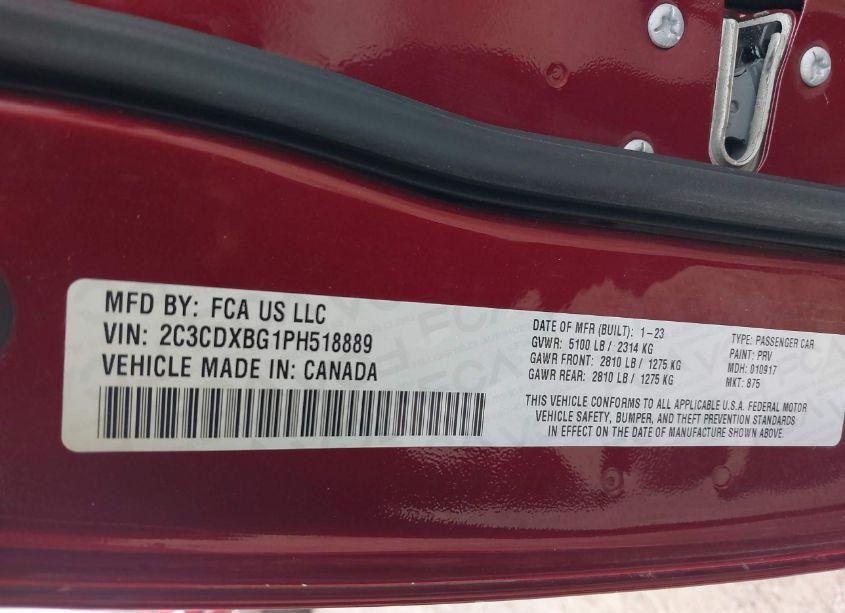 MFD BY: FCA US LLC
VIN: 2C3CDXBG1PH518889
VEHICLE MADE IN: CANADA
DATE OF MFR (BUILT): 1-23
GVWR: 5100 LB / 2314 KG
GAWR FRONT: 2810 LB / 1275 KG
GAWR REAR: 2810 LB / 1275 KG
TYPE: PASSENGER CAR
PAINT: PRV
MDH: 010917
MKT: 875
THIS VEHICLE CONFORMS TO ALL APPLICABLE U.S.A. FEDERAL MOTOR
VEHICLE SAFETY, BUMPER, AND THEFT PREVENTION STANDARDS
IN EFFECT ON THE DATE OF MANUFACTURE SHOWN ABOVE.